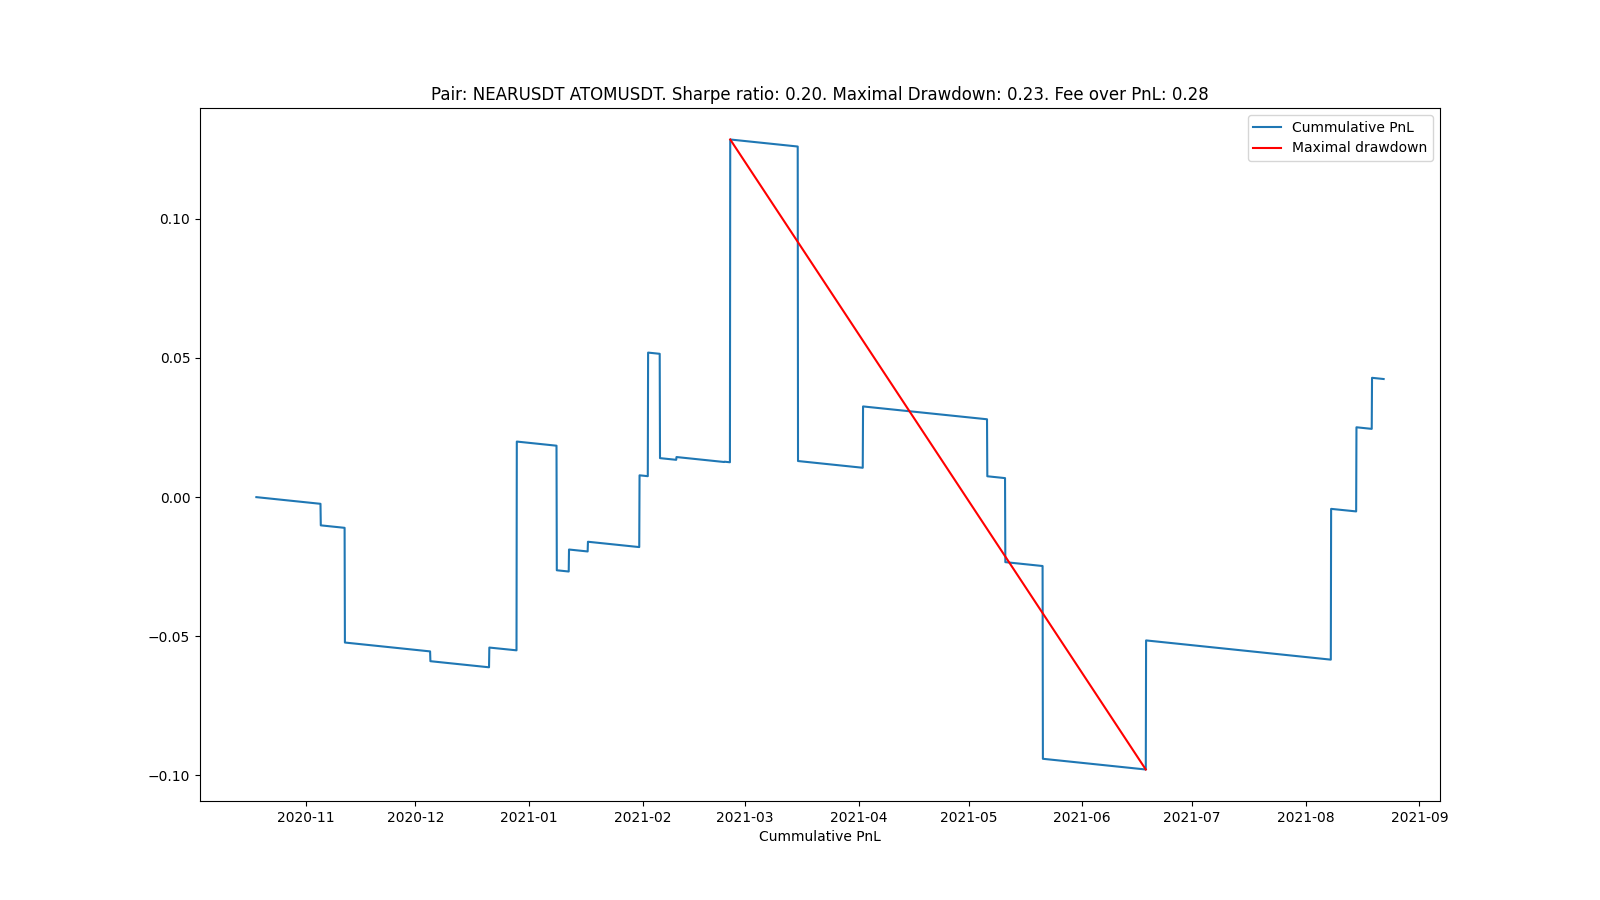 Pair: NEARUSDT ATOMUSDT. Sharpe ratio: 0.20. Maximal Drawdown: 0.23. Fee over PnL: 0.28
Cummulative PnL
Maximal drawdown
0.10
0.05
0.00
−0.05
−0.10
2020-11 2020-12 2021-01 2021-02 2021-03 2021-04 2021-05 2021-06 2021-07 2021-08 2021-09
Cummulative PnL